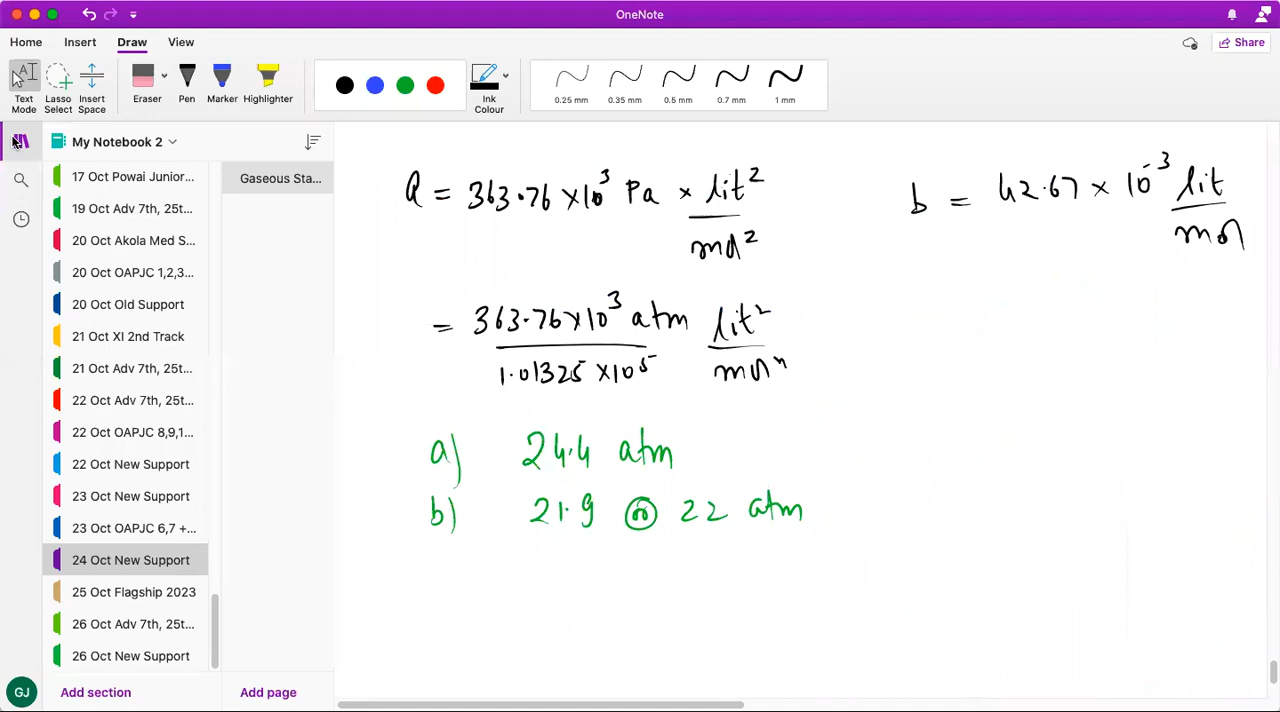 OneNote
Home Insert Draw View
Share
Text Mode
Lasso Select
Insert Space
Eraser
Pen
Marker
Highlighter
Ink Colour
0.25 mm 0.35 mm 0.5 mm 0.7 mm 1 mm
My Notebook 2
17 Oct Powai Junior...
19 Oct Adv 7th, 25t...
20 Oct Akola Med S...
20 Oct OAPJC 1,2,3...
20 Oct Old Support
21 Oct XI 2nd Track
21 Oct Adv 7th, 25t...
22 Oct Adv 7th, 25t...
22 Oct OAPJC 8,9,1...
22 Oct New Support
23 Oct New Support
23 Oct OAPJC 6,7 +...
24 Oct New Support
25 Oct Flagship 2023
26 Oct Adv 7th, 25t...
26 Oct New Support
GJ
Add section
Gaseous Sta...
Add page
a = 363.76 × 10³ Pa × lit²/mol²
b = 42.67 × 10⁻³ lit/mol
= 363.76 × 10³ atm / 1.01325 × 10⁵ lit²/mol²
a) 24.4 atm
b) 21.9 or 22 atm